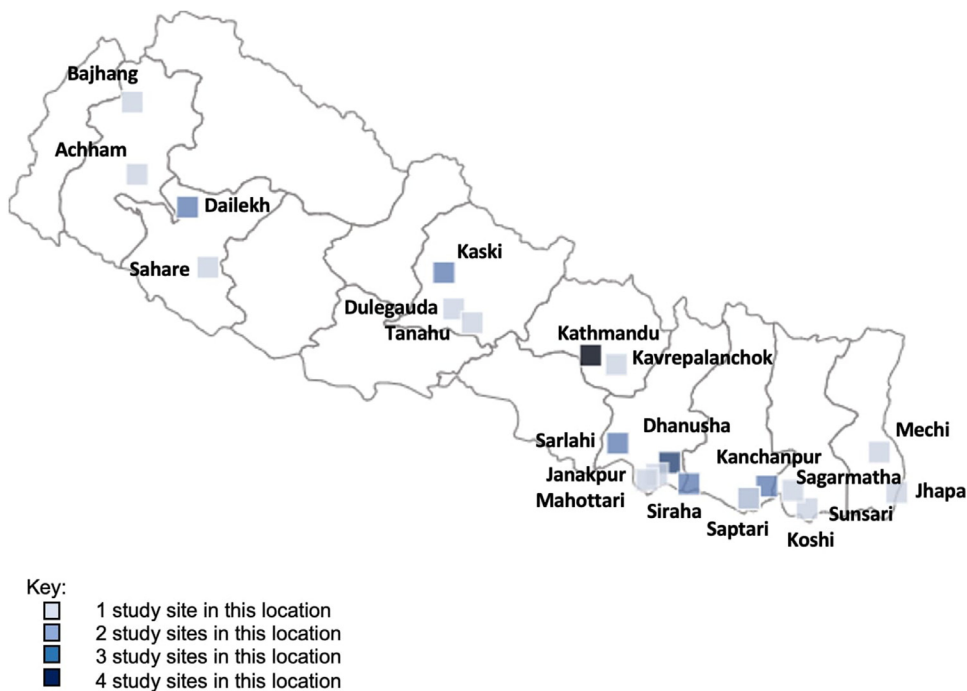 Bajhang
Achham
Dailekh
Sahare
Kaski
Dulegauda
Tanahu
Kathmandu
Kavrepalanchok
Sarlahi
Dhanusha
Janakpur
Mahottari
Siraha
Kanchanpur
Saptari
Sagarmatha
Sunsari
Koshi
Mechi
Jhapa
Key:
1 study site in this location
2 study sites in this location
3 study sites in this location
4 study sites in this location